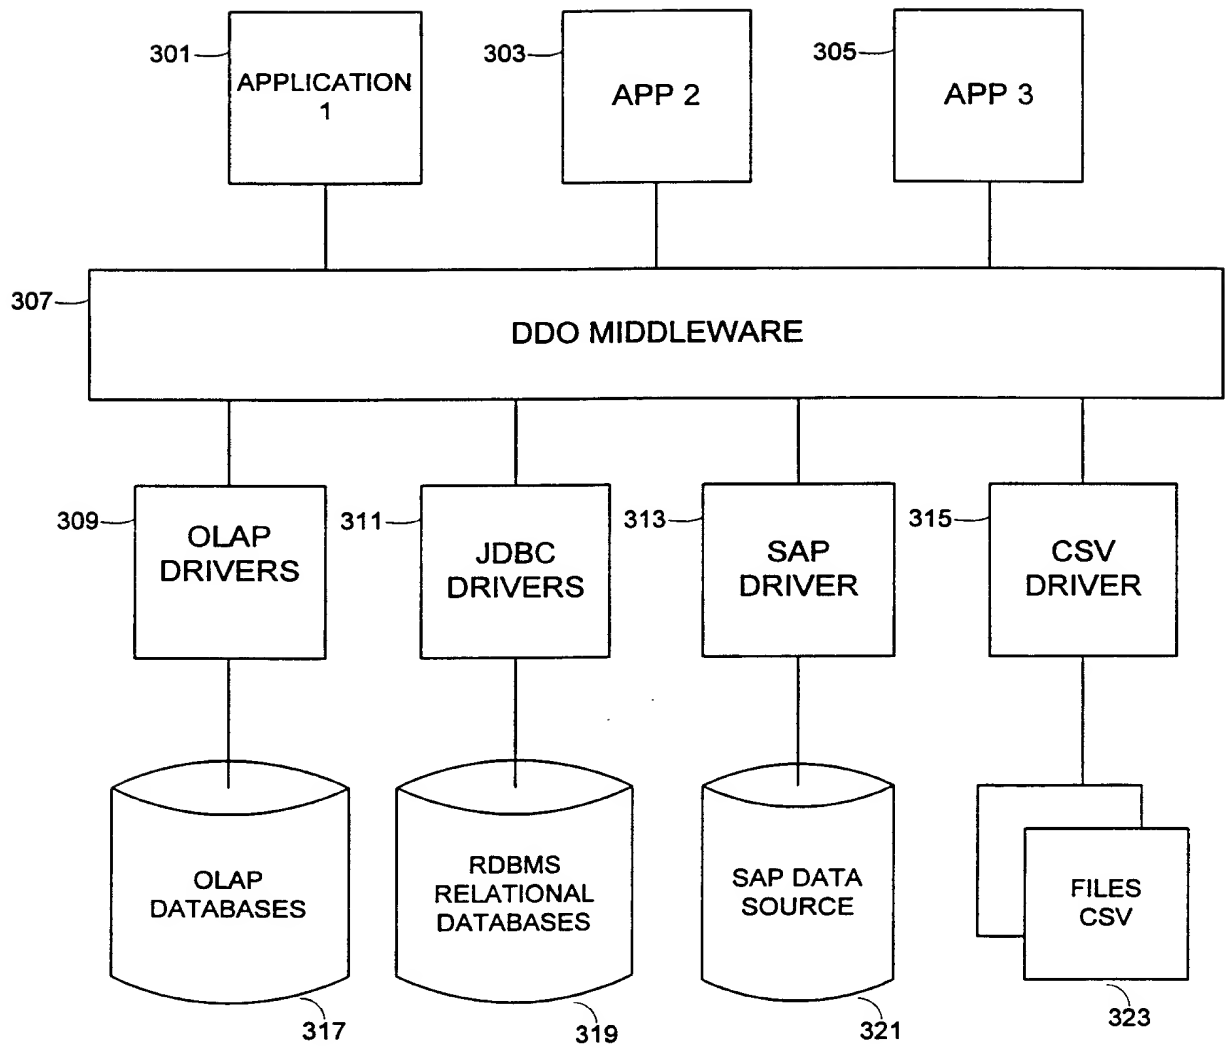 301
APPLICATION
1
303
APP 2
305
APP 3
307
DDO MIDDLEWARE
309
OLAP
DRIVERS
311
JDBC
DRIVERS
313
SAP
DRIVER
315
CSV
DRIVER
OLAP
DATABASES
317
RDBMS
RELATIONAL
DATABASES
319
SAP DATA
SOURCE
321
FILES
CSV
323